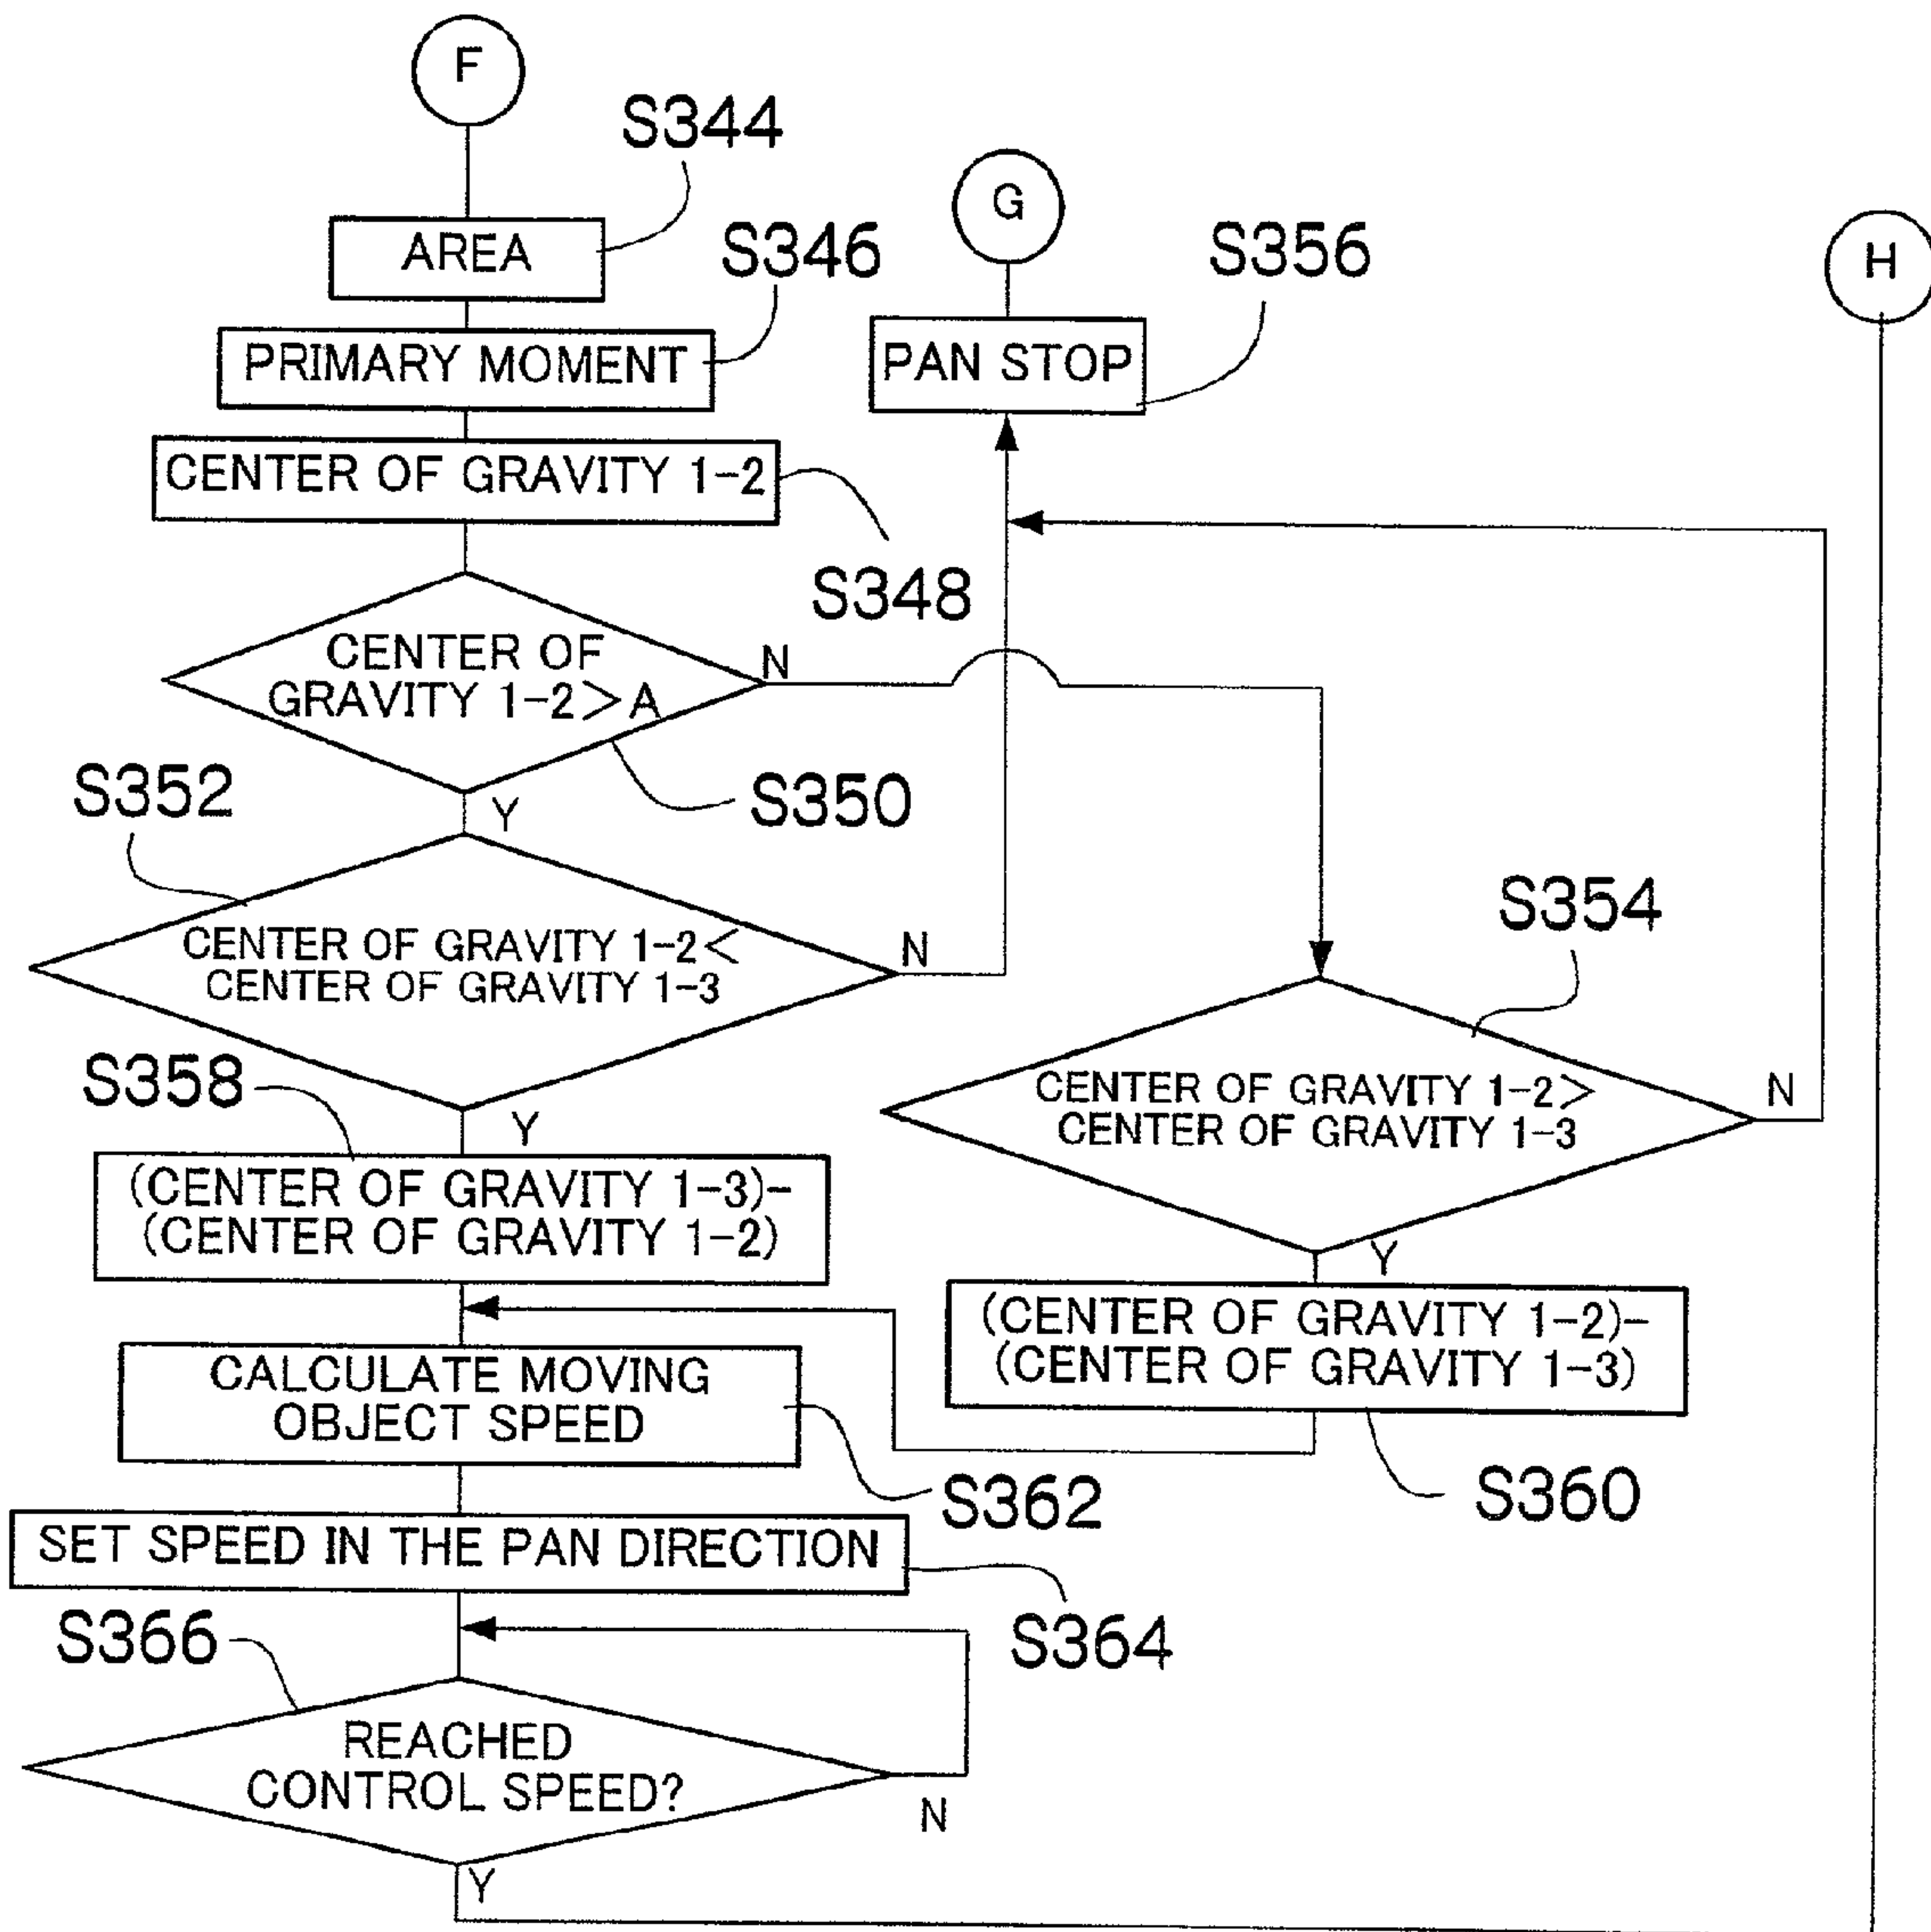 F
S344
G
H
AREA
S346
S356
PRIMARY MOMENT
PAN STOP
CENTER OF GRAVITY 1-2
S348
CENTER OF
GRAVITY 1-2>A
N
S350
Y
S352
CENTER OF GRAVITY 1-2<
CENTER OF GRAVITY 1-3
N
S354
CENTER OF GRAVITY 1-2>
CENTER OF GRAVITY 1-3
N
Y
S358
Y
(CENTER OF GRAVITY 1-3)-
(CENTER OF GRAVITY 1-2)
(CENTER OF GRAVITY 1-2)-
(CENTER OF GRAVITY 1-3)
S360
CALCULATE MOVING
OBJECT SPEED
S362
SET SPEED IN THE PAN DIRECTION
S364
S366
REACHED
CONTROL SPEED?
N
Y